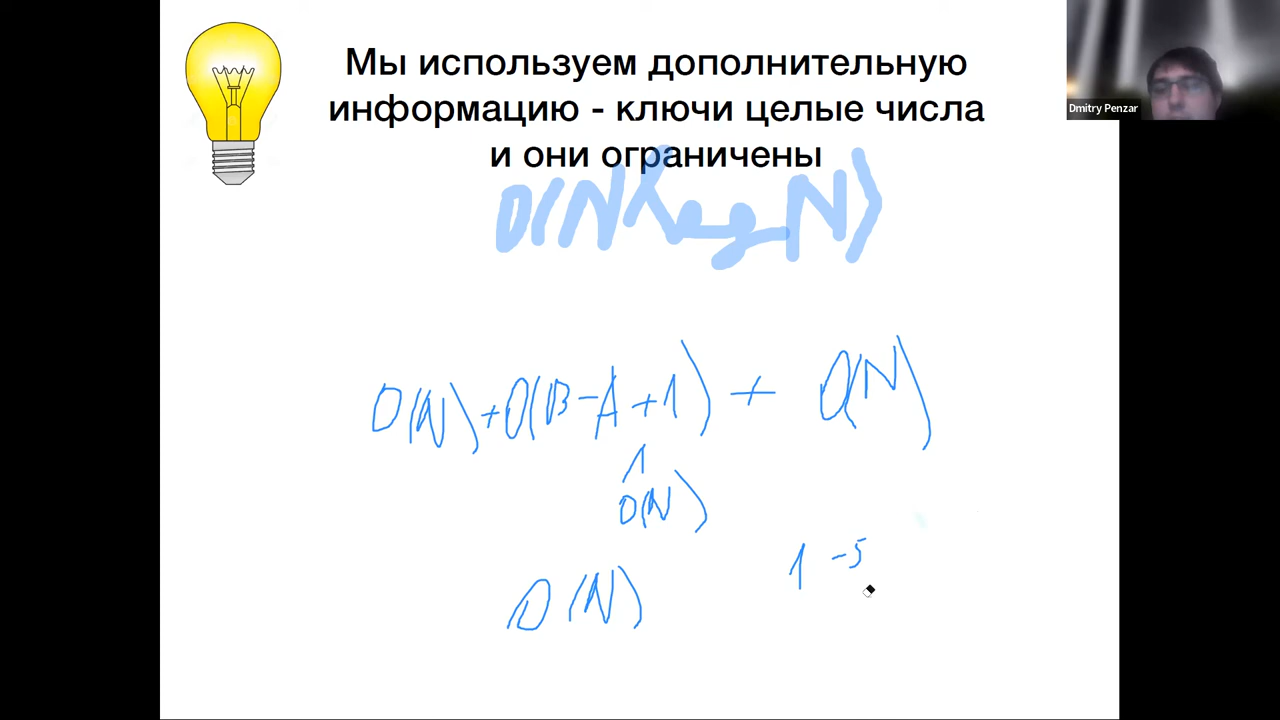 Мы используем дополнительную
информацию - ключи целые числа
и они ограничены
Dmitry Penzar
O(N log N)
O(N) + O(B - A + 1) + O(N)
O(N)
1 - 5
O(N)